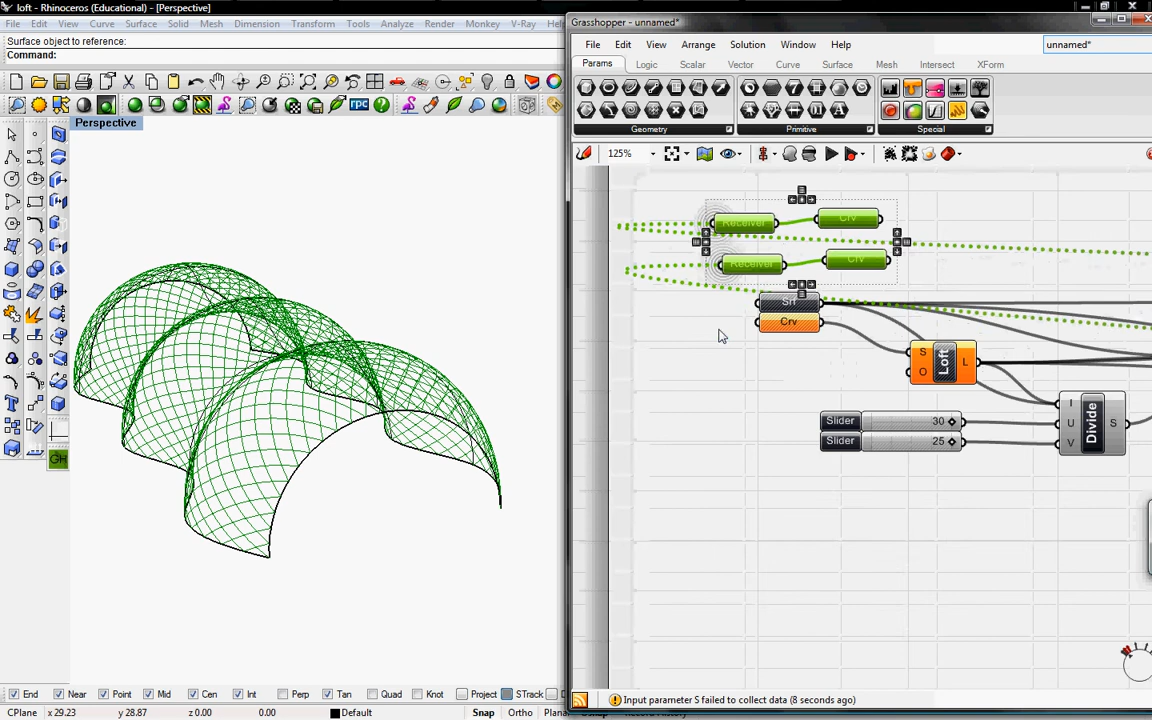 loft - Rhinoceros (Educational) - [Perspective]
File Edit View Curve Surface Solid Mesh Dimension Transform Tools Analyze Render Monkey V-Ray Help
Surface object to reference:
Command:
rpc
Perspective
GH
Grasshopper - unnamed*
File Edit View Arrange Solution Window Help
unnamed*
Params Logic Scalar Vector Curve Surface Mesh Intersect XForm
Geometry Primitive Special
125%
Receiver Crv
Receiver Crv
Srf
Crv
S
O
Loft
L
Slider 30
Slider 25
I
U
V
Divide
S
Input parameter S failed to collect data (8 seconds ago)
End Near Point Mid Cen Int Perp Tan Quad Knot Project STrack
CPlane x 29.23 y 28.87 z 0.00 0.00 Default Snap Ortho Planar